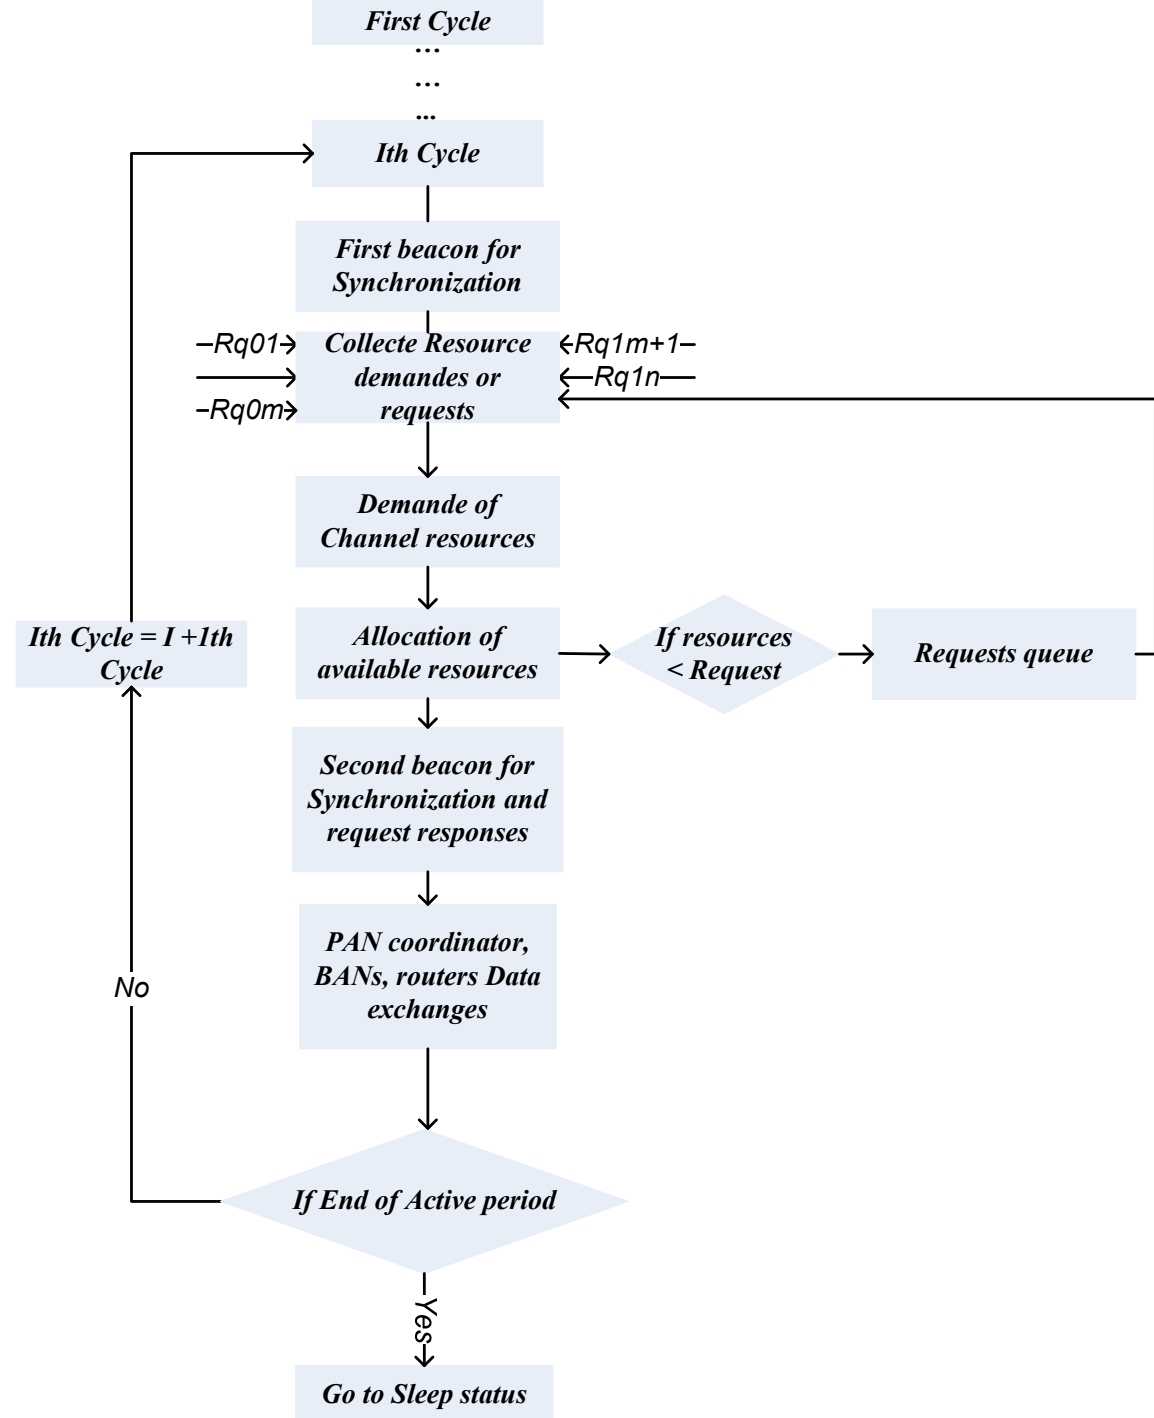 First Cycle
...
...
...
Ith Cycle
First beacon for
Synchronization
Rq01
Rq0m
Collecte Resource
demandes or
requests
Rq1m+1
Rq1n
Demande of
Channel resources
Ith Cycle = I +1th
Cycle
Allocation of
available resources
If resources
< Request
Requests queue
Second beacon for
Synchronization and
request responses
PAN coordinator,
BANs, routers Data
exchanges
No
If End of Active period
Yes
Go to Sleep status